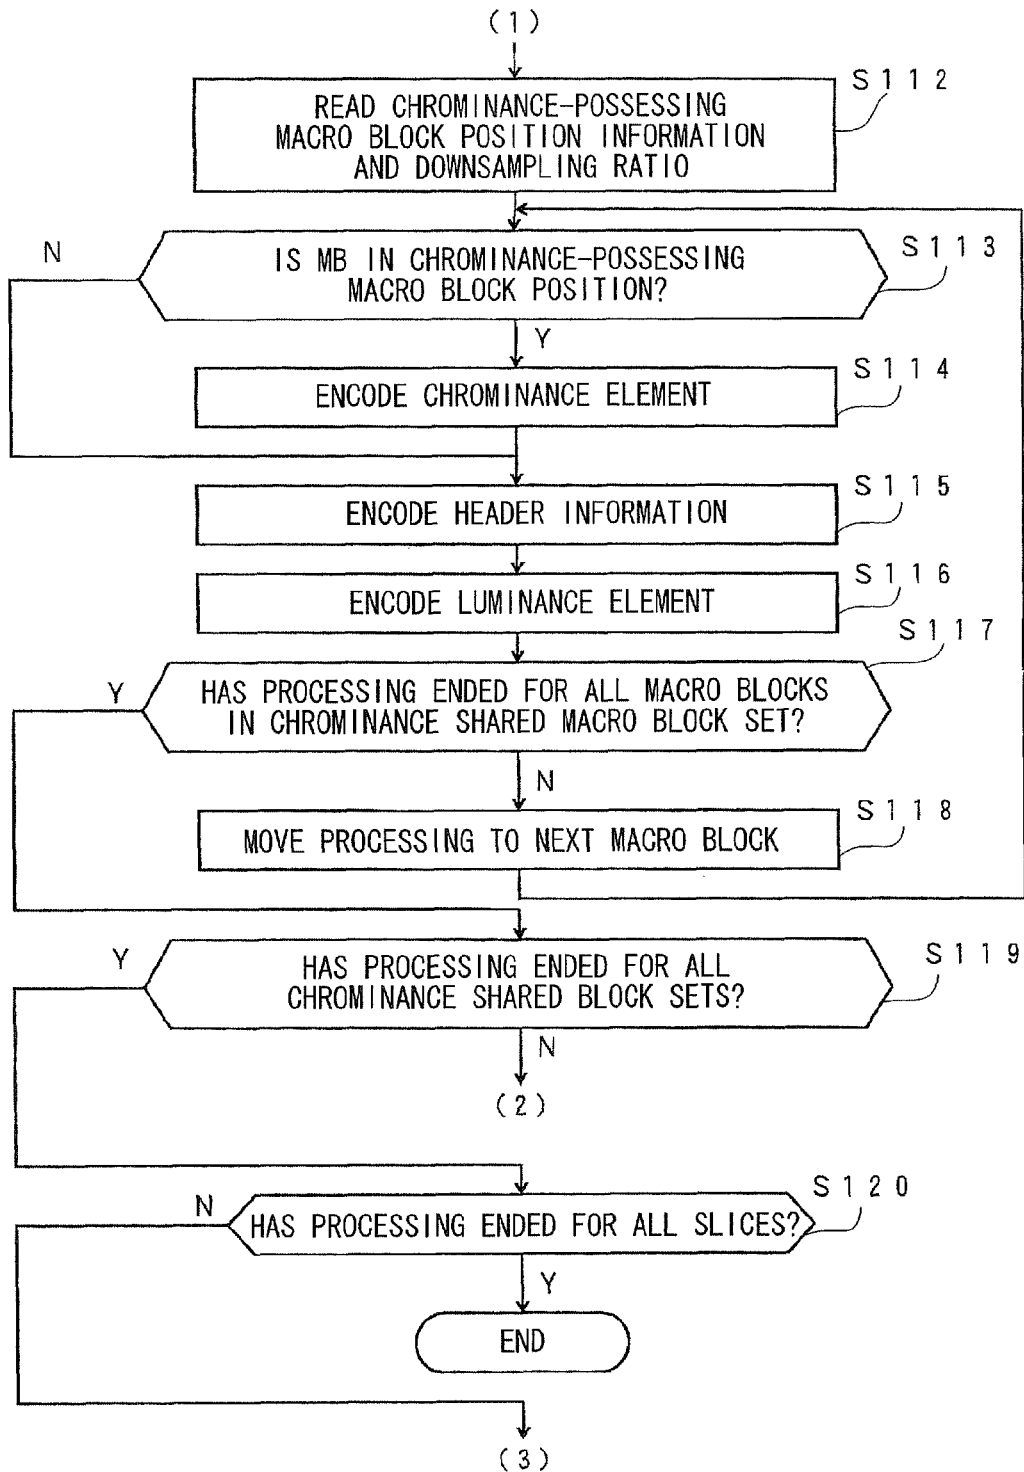 (1)
S112
READ CHROMINANCE-POSSESSING
MACRO BLOCK POSITION INFORMATION
AND DOWNSAMPLING RATIO
N
S113
IS MB IN CHROMINANCE-POSSESSING
MACRO BLOCK POSITION?
Y
S114
ENCODE CHROMINANCE ELEMENT
S115
ENCODE HEADER INFORMATION
S116
ENCODE LUMINANCE ELEMENT
S117
Y
HAS PROCESSING ENDED FOR ALL MACRO BLOCKS
IN CHROMINANCE SHARED MACRO BLOCK SET?
N
S118
MOVE PROCESSING TO NEXT MACRO BLOCK
Y
S119
HAS PROCESSING ENDED FOR ALL
CHROMINANCE SHARED BLOCK SETS?
N
(2)
S120
N
HAS PROCESSING ENDED FOR ALL SLICES?
Y
END
(3)